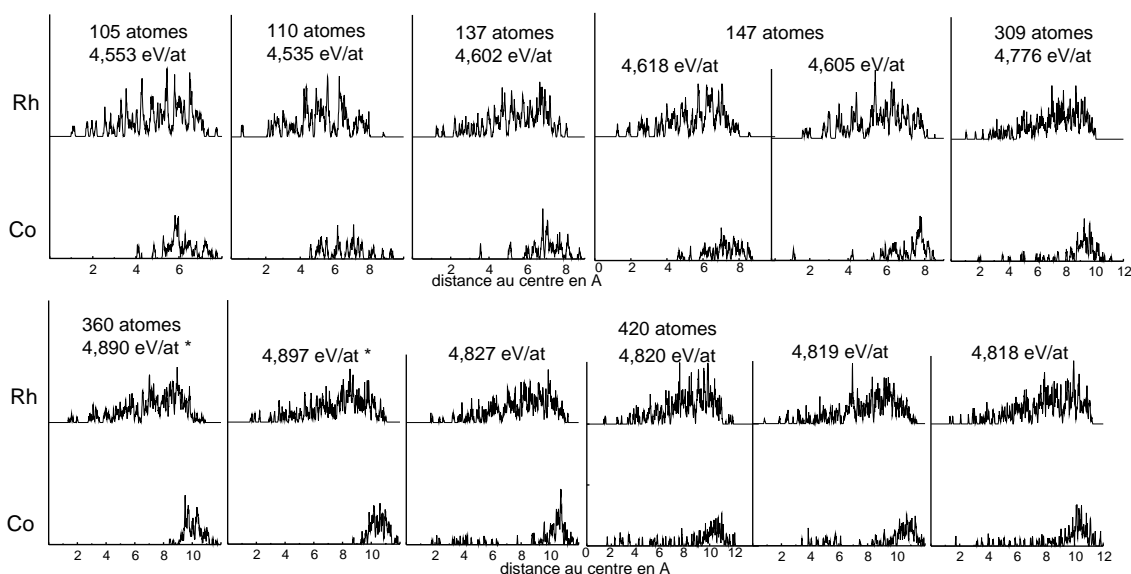 105 atomes
4,553 eV/at
110 atomes
4,535 eV/at
137 atomes
4,602 eV/at
147 atomes
4,618 eV/at
4,605 eV/at
309 atomes
4,776 eV/at
Rh
Co
2 4 6
2 4 6 8
2 4 6 8
0 2 4 6 8
2 4 6 8
2 4 6 8 10 12
distance au centre en A
360 atomes
4,890 eV/at *
4,897 eV/at *
4,827 eV/at
420 atomes
4,820 eV/at
4,819 eV/at
4,818 eV/at
Rh
Co
2 4 6 8 10
2 4 6 8 10
2 4 6 8 10
0 2 4 6 8 10 12
2 4 6 8 10
2 4 6 8 10 12
distance au centre en A